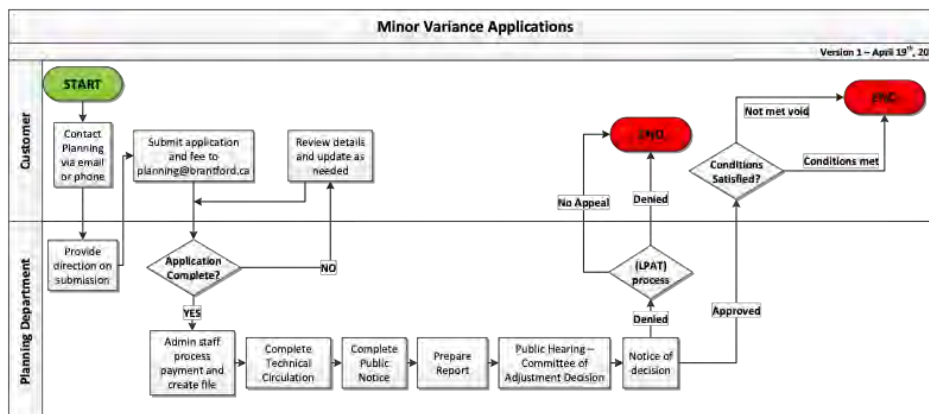 Minor Variance Applications
Version 1 – April 19th, 20
Customer
START
Contact
Planning
via email
or phone
Submit application
and fee to
planning@brantford.ca
Review details
and update as
needed
END
No Appeal
Denied
Not met void
END
Conditions
Satisfied?
Conditions met
Planning Department
Provide
direction on
submission
Application
Complete?
NO
YES
(LPAT)
process
Denied
Approved
Admin staff
process
payment and
create file
Complete
Technical
Circulation
Complete
Public
Notice
Prepare
Report
Public Hearing –
Committee of
Adjustment Decision
Notice of
decision